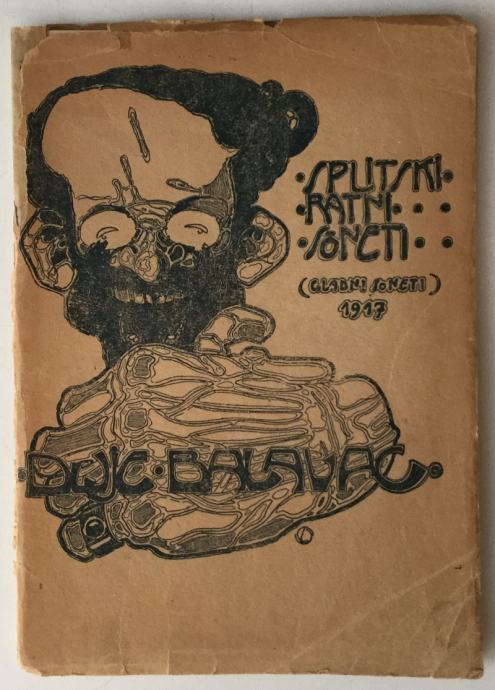 ·SPLITSKI·
·RATNI···
·SONETI··
(GLADNI SONETI)
1917
·DUJE·BALAVAC·